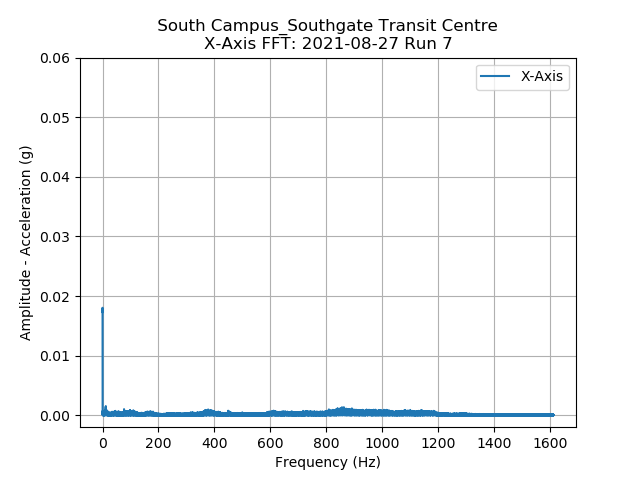 South Campus_Southgate Transit Centre
X-Axis FFT: 2021-08-27 Run 7
X-Axis
0.06
0.05
0.04
0.03
0.02
0.01
0.00
Amplitude - Acceleration (g)
0 200 400 600 800 1000 1200 1400 1600
Frequency (Hz)